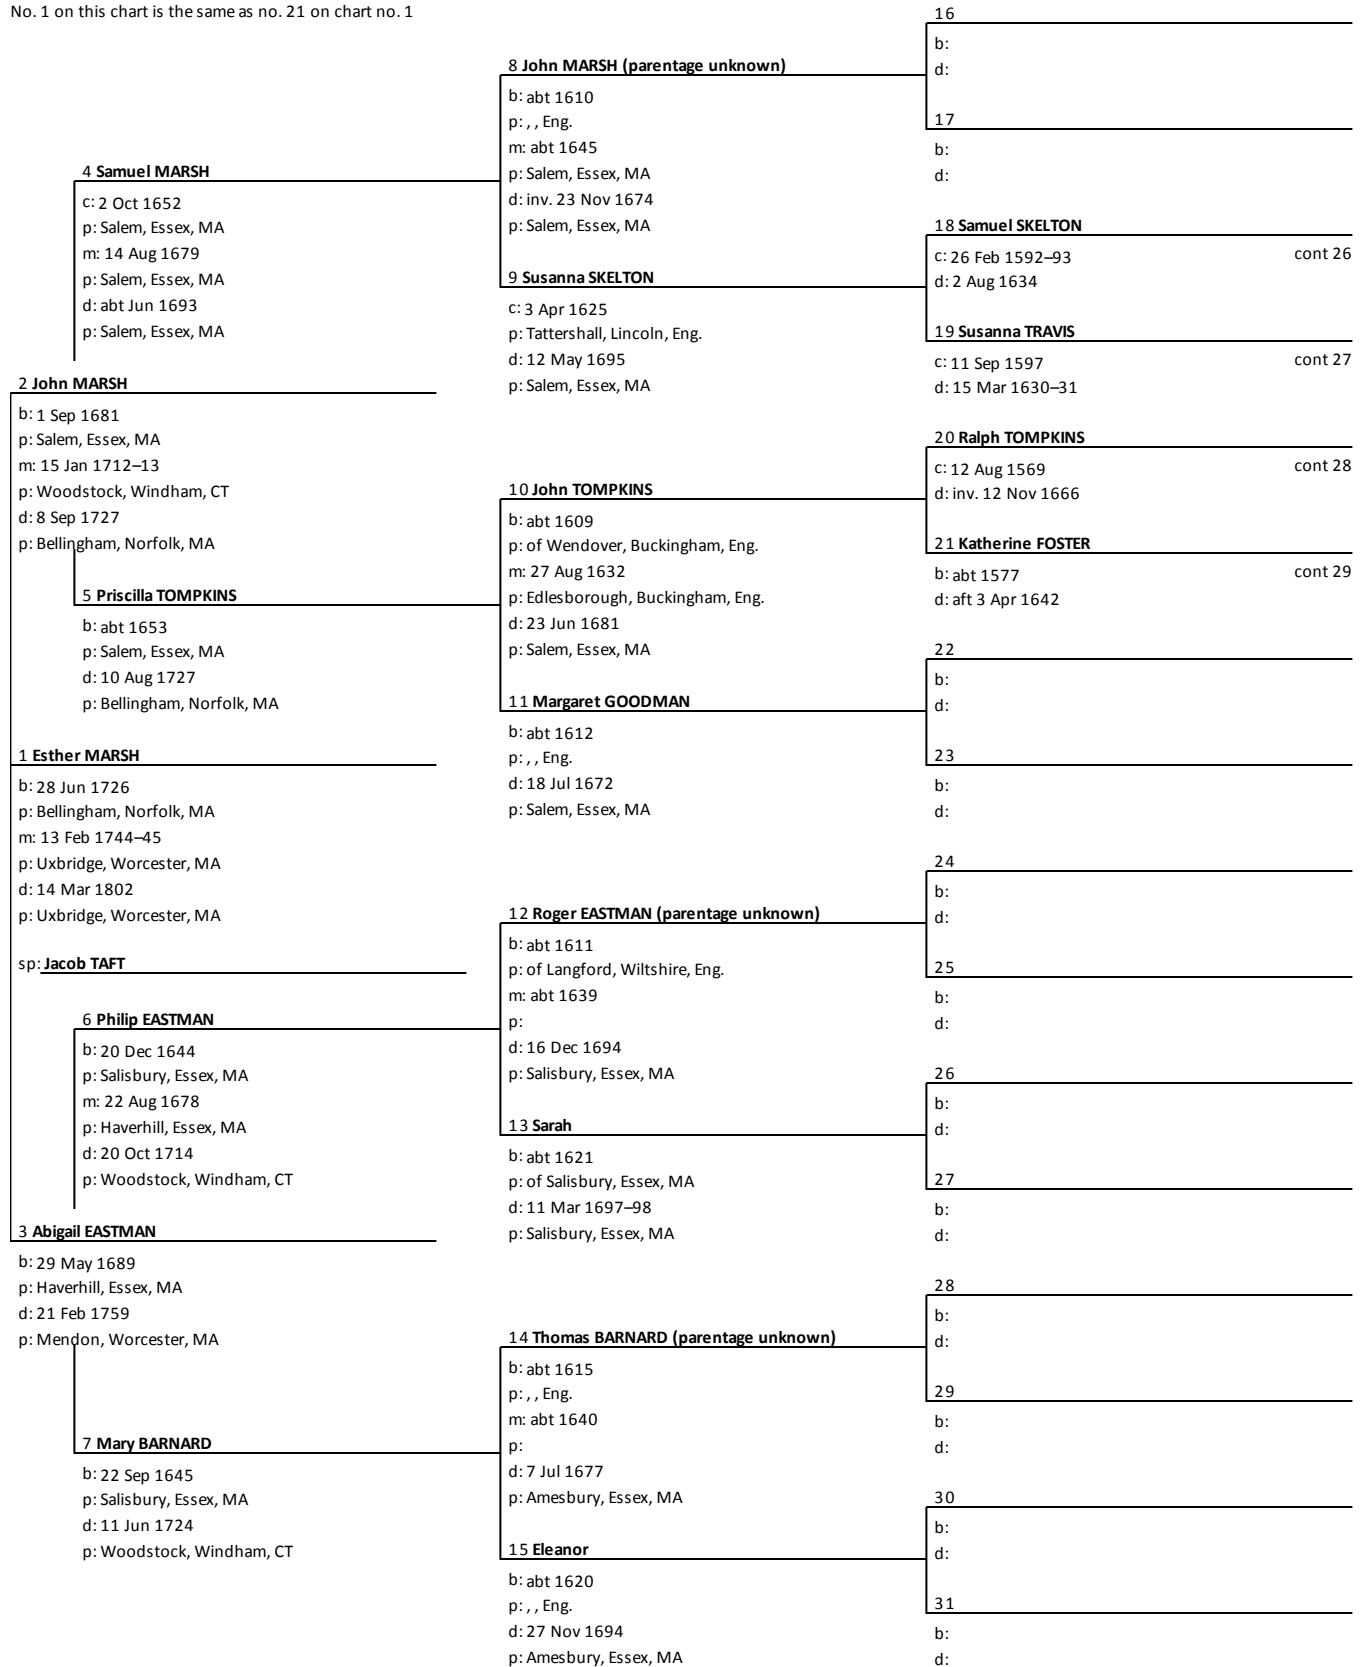 No. 1 on this chart is the same as no. 21 on chart no. 1
4 Samuel MARSH
c: 2 Oct 1652
p: Salem, Essex, MA
m: 14 Aug 1679
p: Salem, Essex, MA
d: abt Jun 1693
p: Salem, Essex, MA
2 John MARSH
b: 1 Sep 1681
p: Salem, Essex, MA
m: 15 Jan 1712–13
p: Woodstock, Windham, CT
d: 8 Sep 1727
p: Bellingham, Norfolk, MA
5 Priscilla TOMPKINS
b: abt 1653
p: Salem, Essex, MA
d: 10 Aug 1727
p: Bellingham, Norfolk, MA
1 Esther MARSH
b: 28 Jun 1726
p: Bellingham, Norfolk, MA
m: 13 Feb 1744–45
p: Uxbridge, Worcester, MA
d: 14 Mar 1802
p: Uxbridge, Worcester, MA
sp: Jacob TAFT
6 Philip EASTMAN
b: 20 Dec 1644
p: Salisbury, Essex, MA
m: 22 Aug 1678
p: Haverhill, Essex, MA
d: 20 Oct 1714
p: Woodstock, Windham, CT
3 Abigail EASTMAN
b: 29 May 1689
p: Haverhill, Essex, MA
d: 21 Feb 1759
p: Mendon, Worcester, MA
7 Mary BARNARD
b: 22 Sep 1645
p: Salisbury, Essex, MA
d: 11 Jun 1724
p: Woodstock, Windham, CT
8 John MARSH (parentage unknown)
b: abt 1610
p: , , Eng.
m: abt 1645
p: Salem, Essex, MA
d: inv. 23 Nov 1674
p: Salem, Essex, MA
9 Susanna SKELTON
c: 3 Apr 1625
p: Tattershall, Lincoln, Eng.
d: 12 May 1695
p: Salem, Essex, MA
10 John TOMPKINS
b: abt 1609
p: of Wendover, Buckingham, Eng.
m: 27 Aug 1632
p: Edlesborough, Buckingham, Eng.
d: 23 Jun 1681
p: Salem, Essex, MA
11 Margaret GOODMAN
b: abt 1612
p: , , Eng.
d: 18 Jul 1672
p: Salem, Essex, MA
12 Roger EASTMAN (parentage unknown)
b: abt 1611
p: of Langford, Wiltshire, Eng.
m: abt 1639
p:
d: 16 Dec 1694
p: Salisbury, Essex, MA
13 Sarah
b: abt 1621
p: of Salisbury, Essex, MA
d: 11 Mar 1697–98
p: Salisbury, Essex, MA
14 Thomas BARNARD (parentage unknown)
b: abt 1615
p: , , Eng.
m: abt 1640
p:
d: 7 Jul 1677
p: Amesbury, Essex, MA
15 Eleanor
b: abt 1620
p: , , Eng.
d: 27 Nov 1694
p: Amesbury, Essex, MA
16
b:
d:
17
b:
d:
18 Samuel SKELTON
c: 26 Feb 1592–93 cont 26
d: 2 Aug 1634
19 Susanna TRAVIS
c: 11 Sep 1597 cont 27
d: 15 Mar 1630–31
20 Ralph TOMPKINS
c: 12 Aug 1569 cont 28
d: inv. 12 Nov 1666
21 Katherine FOSTER
b: abt 1577 cont 29
d: aft 3 Apr 1642
22
b:
d:
23
b:
d:
24
b:
d:
25
b:
d:
26
b:
d:
27
b:
d:
28
b:
d:
29
b:
d:
30
b:
d:
31
b:
d: